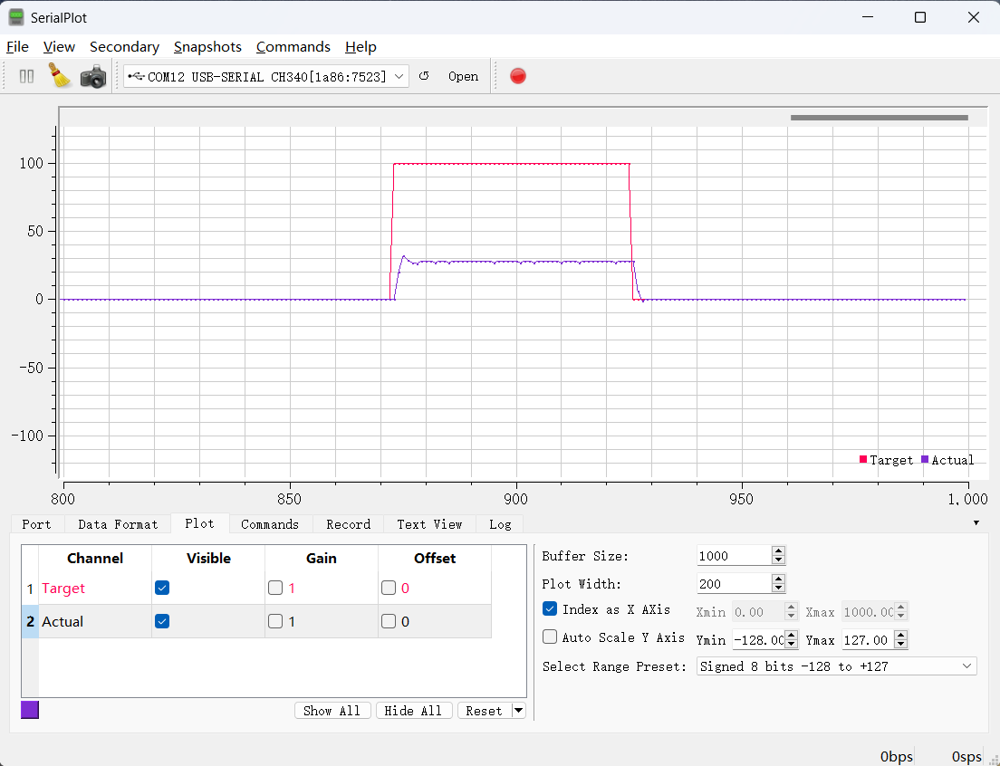 SerialPlot
File View Secondary Snapshots Commands Help
COM12 USB-SERIAL CH340[1a86:7523] Open
100
50
0
-50
-100
Target Actual
800 850 900 950 1,000
Port Data Format Plot Commands Record Text View Log
Channel Visible Gain Offset
1 Target 1 0
2 Actual 1 0
Show All Hide All Reset
Buffer Size: 1000
Plot Width: 200
Index as X AXis Xmin 0.00 Xmax 1000.00
Auto Scale Y Axis Ymin -128.00 Ymax 127.00
Select Range Preset: Signed 8 bits -128 to +127
0bps 0sps